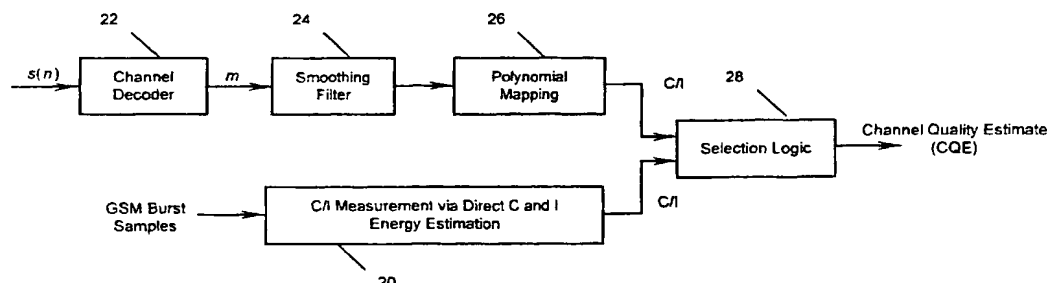 22
24
26
s(n)
Channel
Decoder
m
Smoothing
Filter
Polynomial
Mapping
C/I
28
Selection Logic
Channel Quality Estimate
(CQE)
GSM Burst
Samples
C/I Measurement via Direct C and I
Energy Estimation
C/I